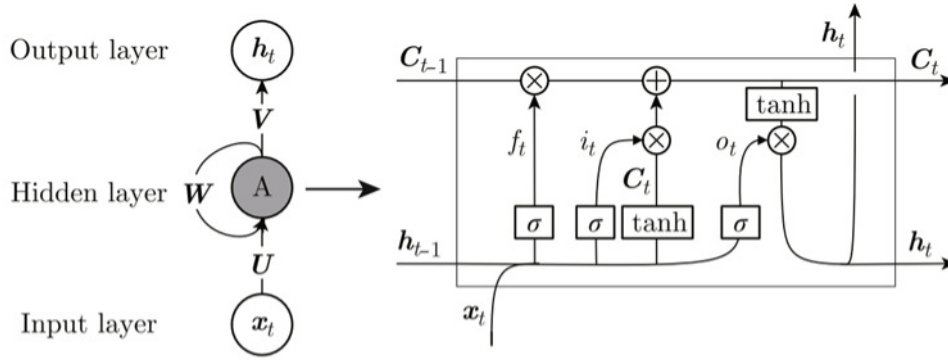 Output layer
h_t
V
Hidden layer
W
A
U
Input layer
x_t
h_t
C_{t-1}
C_t
×
+
tanh
f_t
i_t
×
o_t
×
C_t
σ
σ
tanh
σ
h_{t-1}
h_t
x_t